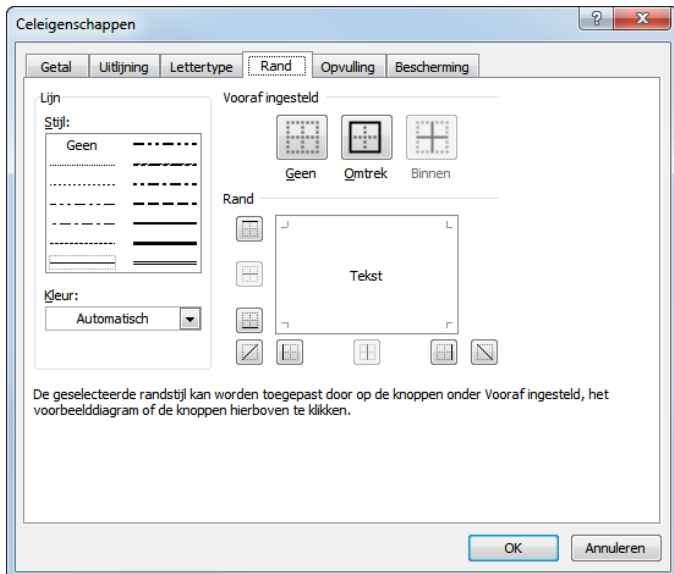 Celeigenschappen
Getal Uitlijning Lettertype Rand Opvulling Bescherming
Lijn
Stijl:
Geen
Kleur:
Automatisch
Vooraf ingesteld
Geen Omtrek Binnen
Rand
Tekst
De geselecteerde randstijl kan worden toegepast door op de knoppen onder Vooraf ingesteld, het
voorbeelddiagram of de knoppen hierboven te klikken.
OK Annuleren